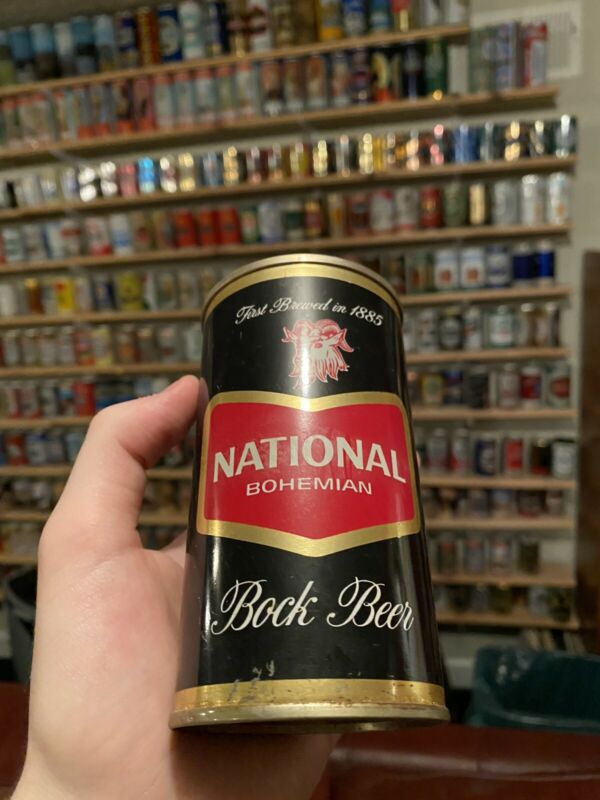 First Brewed in 1885
NATIONAL
BOHEMIAN
Bock Beer